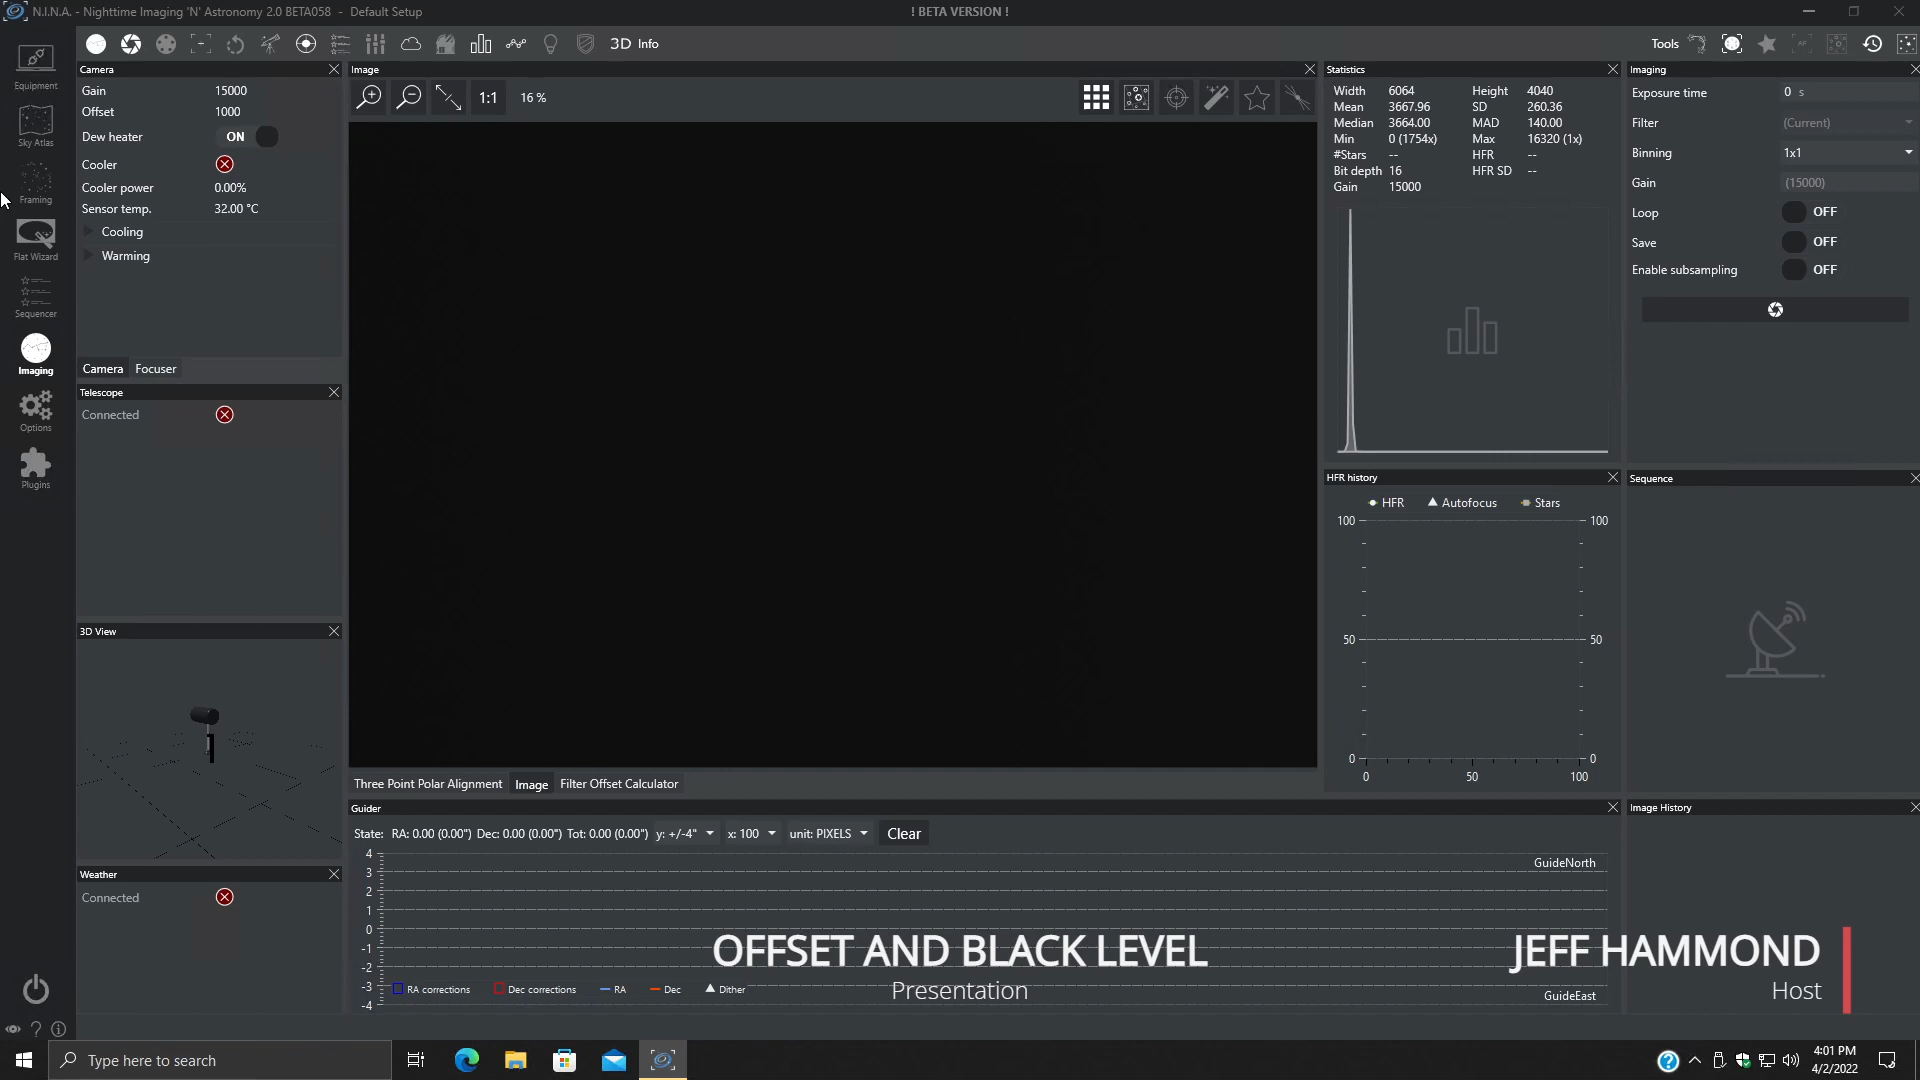 N.I.N.A. - Nighttime Imaging 'N' Astronomy 2.0 BETA058 - Default Setup
! BETA VERSION !
3D Info
Tools
Equipment
Sky Atlas
Framing
Flat Wizard
Sequencer
Imaging
Options
Plugins
Camera
Gain 15000
Offset 1000
Dew heater ON
Cooler
Cooler power 0.00%
Sensor temp. 32.00 °C
Cooling
Warming
Camera Focuser
Telescope
Connected
3D View
Weather
Connected
Image
1:1 16 %
Three Point Polar Alignment Image Filter Offset Calculator
Statistics
Width 6064 Height 4040
Mean 3667.96 SD 260.36
Median 3664.00 MAD 140.00
Min 0 (1754x) Max 16320 (1x)
#Stars -- HFR --
Bit depth 16 HFR SD --
Gain 15000
HFR history
HFR Autofocus Stars
100 100
50 50
0 0
0 50 100
Imaging
Exposure time 0 s
Filter (Current)
Binning 1x1
Gain (15000)
Loop OFF
Save OFF
Enable subsampling OFF
Sequence
Image History
Guider
State: RA: 0.00 (0.00") Dec: 0.00 (0.00") Tot: 0.00 (0.00") y: +/-4" x: 100 unit: PIXELS Clear
4
3
2
1
0
-1
-2
-3
-4
GuideNorth
GuideEast
RA corrections Dec corrections RA Dec Dither
OFFSET AND BLACK LEVEL
Presentation
JEFF HAMMOND
Host
Type here to search
4:01 PM
4/2/2022